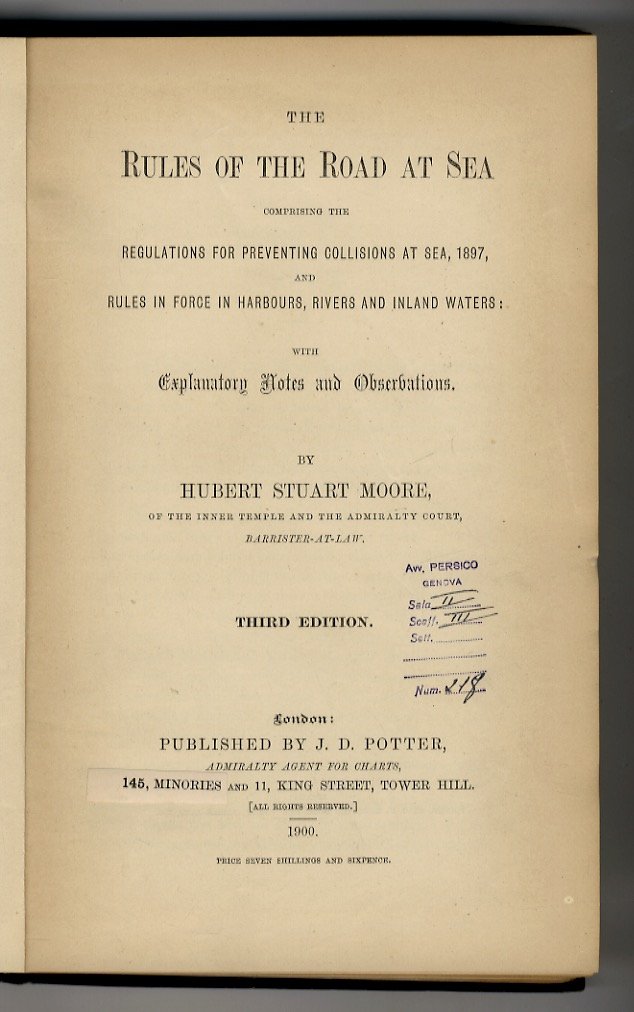 THE
RULES OF THE ROAD AT SEA
COMPRISING THE
REGULATIONS FOR PREVENTING COLLISIONS AT SEA, 1897,
AND
RULES IN FORCE IN HARBOURS, RIVERS AND INLAND WATERS:
WITH
Explanatory Notes and Observations.
BY
HUBERT STUART MOORE,
OF THE INNER TEMPLE AND THE ADMIRALTY COURT,
BARRISTER-AT-LAW.
Avv. PERSICO
GENOVA
Sala II
Scaff. III
THIRD EDITION.
Sett.
Num. 218
London:
PUBLISHED BY J. D. POTTER,
ADMIRALTY AGENT FOR CHARTS,
145, MINORIES AND 11, KING STREET, TOWER HILL.
[ALL RIGHTS RESERVED.]
1900.
PRICE SEVEN SHILLINGS AND SIXPENCE.